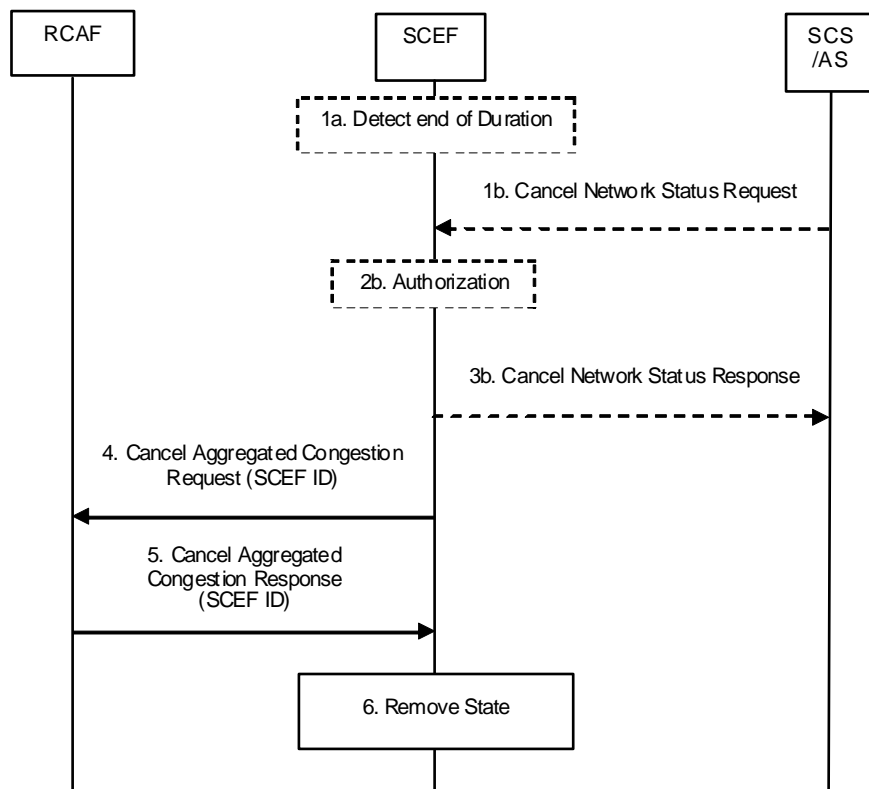 RCAF
SCEF
SCS
/AS
1a. Detect end of Duration
1b. Cancel Network Status Request
2b. Authorization
3b. Cancel Network Status Response
4. Cancel Aggregated Congestion
Request (SCEF ID)
5. Cancel Aggregated
Congestion Response
(SCEF ID)
6. Remove State